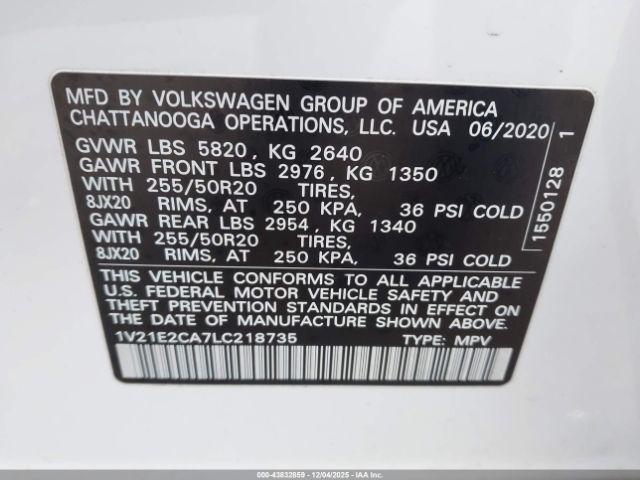 MFD BY VOLKSWAGEN GROUP OF AMERICA
CHATTANOOGA OPERATIONS, LLC. USA 06/2020
GVWR LBS 5820, KG 2640
GAWR FRONT LBS 2976, KG 1350
WITH 255/50R20 TIRES,
8JX20 RIMS, AT 250 KPA, 36 PSI COLD
GAWR REAR LBS 2954, KG 1340
WITH 255/50R20 TIRES,
8JX20 RIMS, AT 250 KPA, 36 PSI COLD
THIS VEHICLE CONFORMS TO ALL APPLICABLE
U.S. FEDERAL MOTOR VEHICLE SAFETY AND
THEFT PREVENTION STANDARDS IN EFFECT ON
THE DATE OF MANUFACTURE SHOWN ABOVE.
1V21E2CA7LC218735 TYPE: MPV
1550128 1
000-43832659 - 12/04/2025 - IAA Inc.